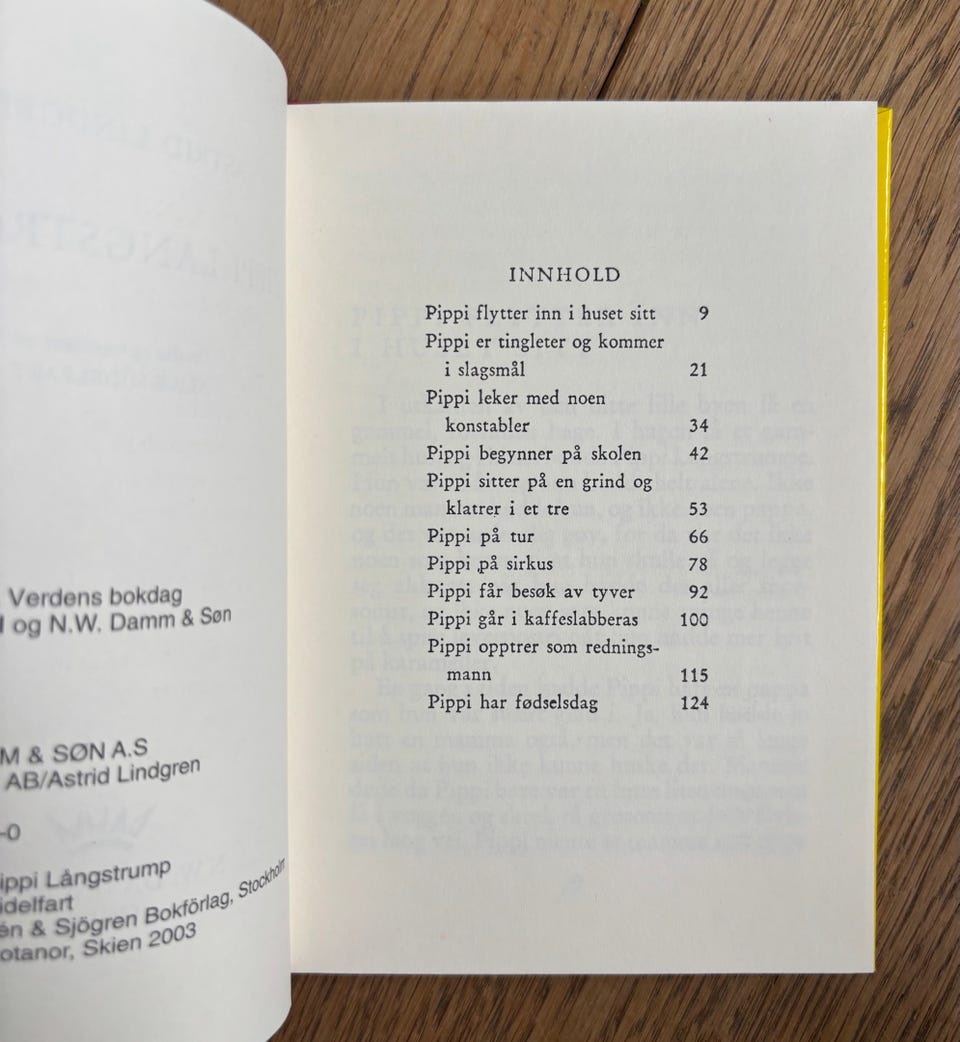 Verdens bokdag
og N.W. Damm & Søn
M & SØN A.S
AB/Astrid Lindgren
-0
ippi Långstrump
idelfart
én & Sjögren Bokförlag, Stockholm
otanor, Skien 2003
INNHOLD
Pippi flytter inn i huset sitt 9
Pippi er tingleter og kommer
i slagsmål 21
Pippi leker med noen
konstabler 34
Pippi begynner på skolen 42
Pippi sitter på en grind og
klatrer i et tre 53
Pippi på tur 66
Pippi på sirkus 78
Pippi får besøk av tyver 92
Pippi går i kaffeslabberas 100
Pippi opptrer som rednings-
mann 115
Pippi har fødselsdag 124